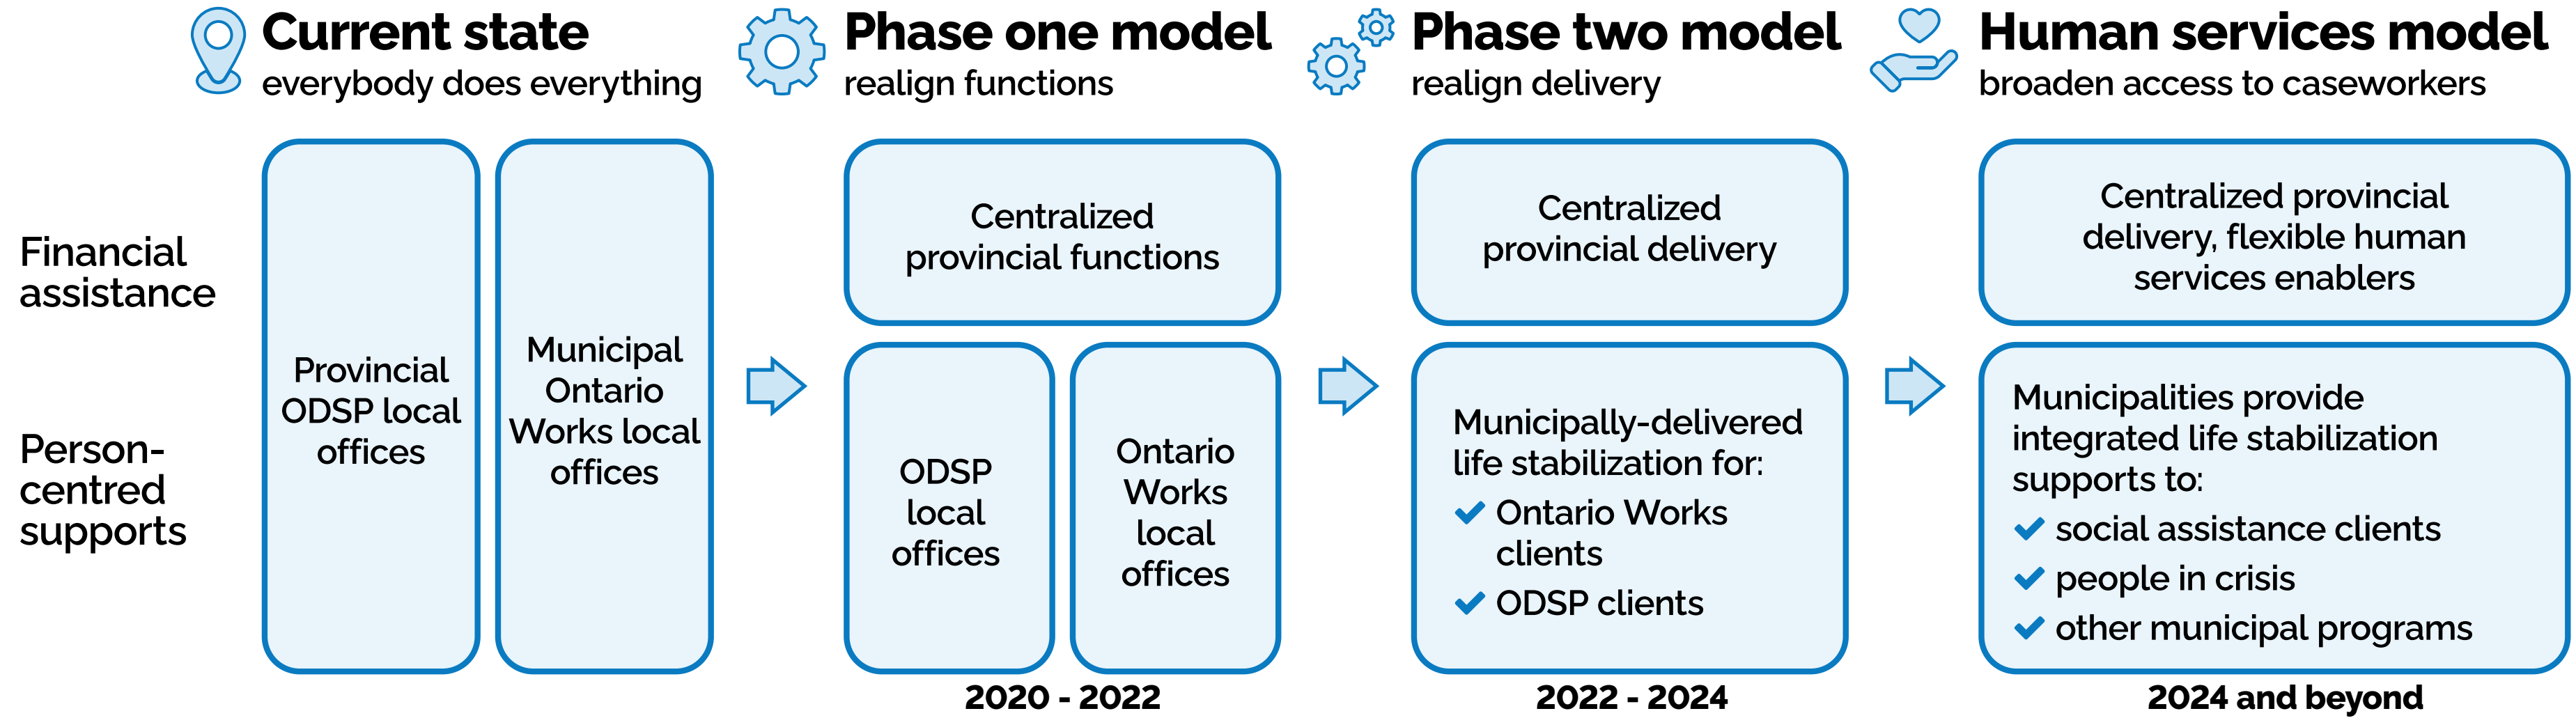 Current state
everybody does everything
Phase one model
realign functions
Phase two model
realign delivery
Human services model
broaden access to caseworkers
Financial
assistance
Person-
centred
supports
Provincial
ODSP local
offices
Municipal
Ontario
Works local
offices
Centralized
provincial functions
ODSP
local
offices
Ontario
Works
local
offices
2020 - 2022
Centralized
provincial delivery
Municipally-delivered
life stabilization for:
Ontario Works
clients
ODSP clients
2022 - 2024
Centralized provincial
delivery, flexible human
services enablers
Municipalities provide
integrated life stabilization
supports to:
social assistance clients
people in crisis
other municipal programs
2024 and beyond